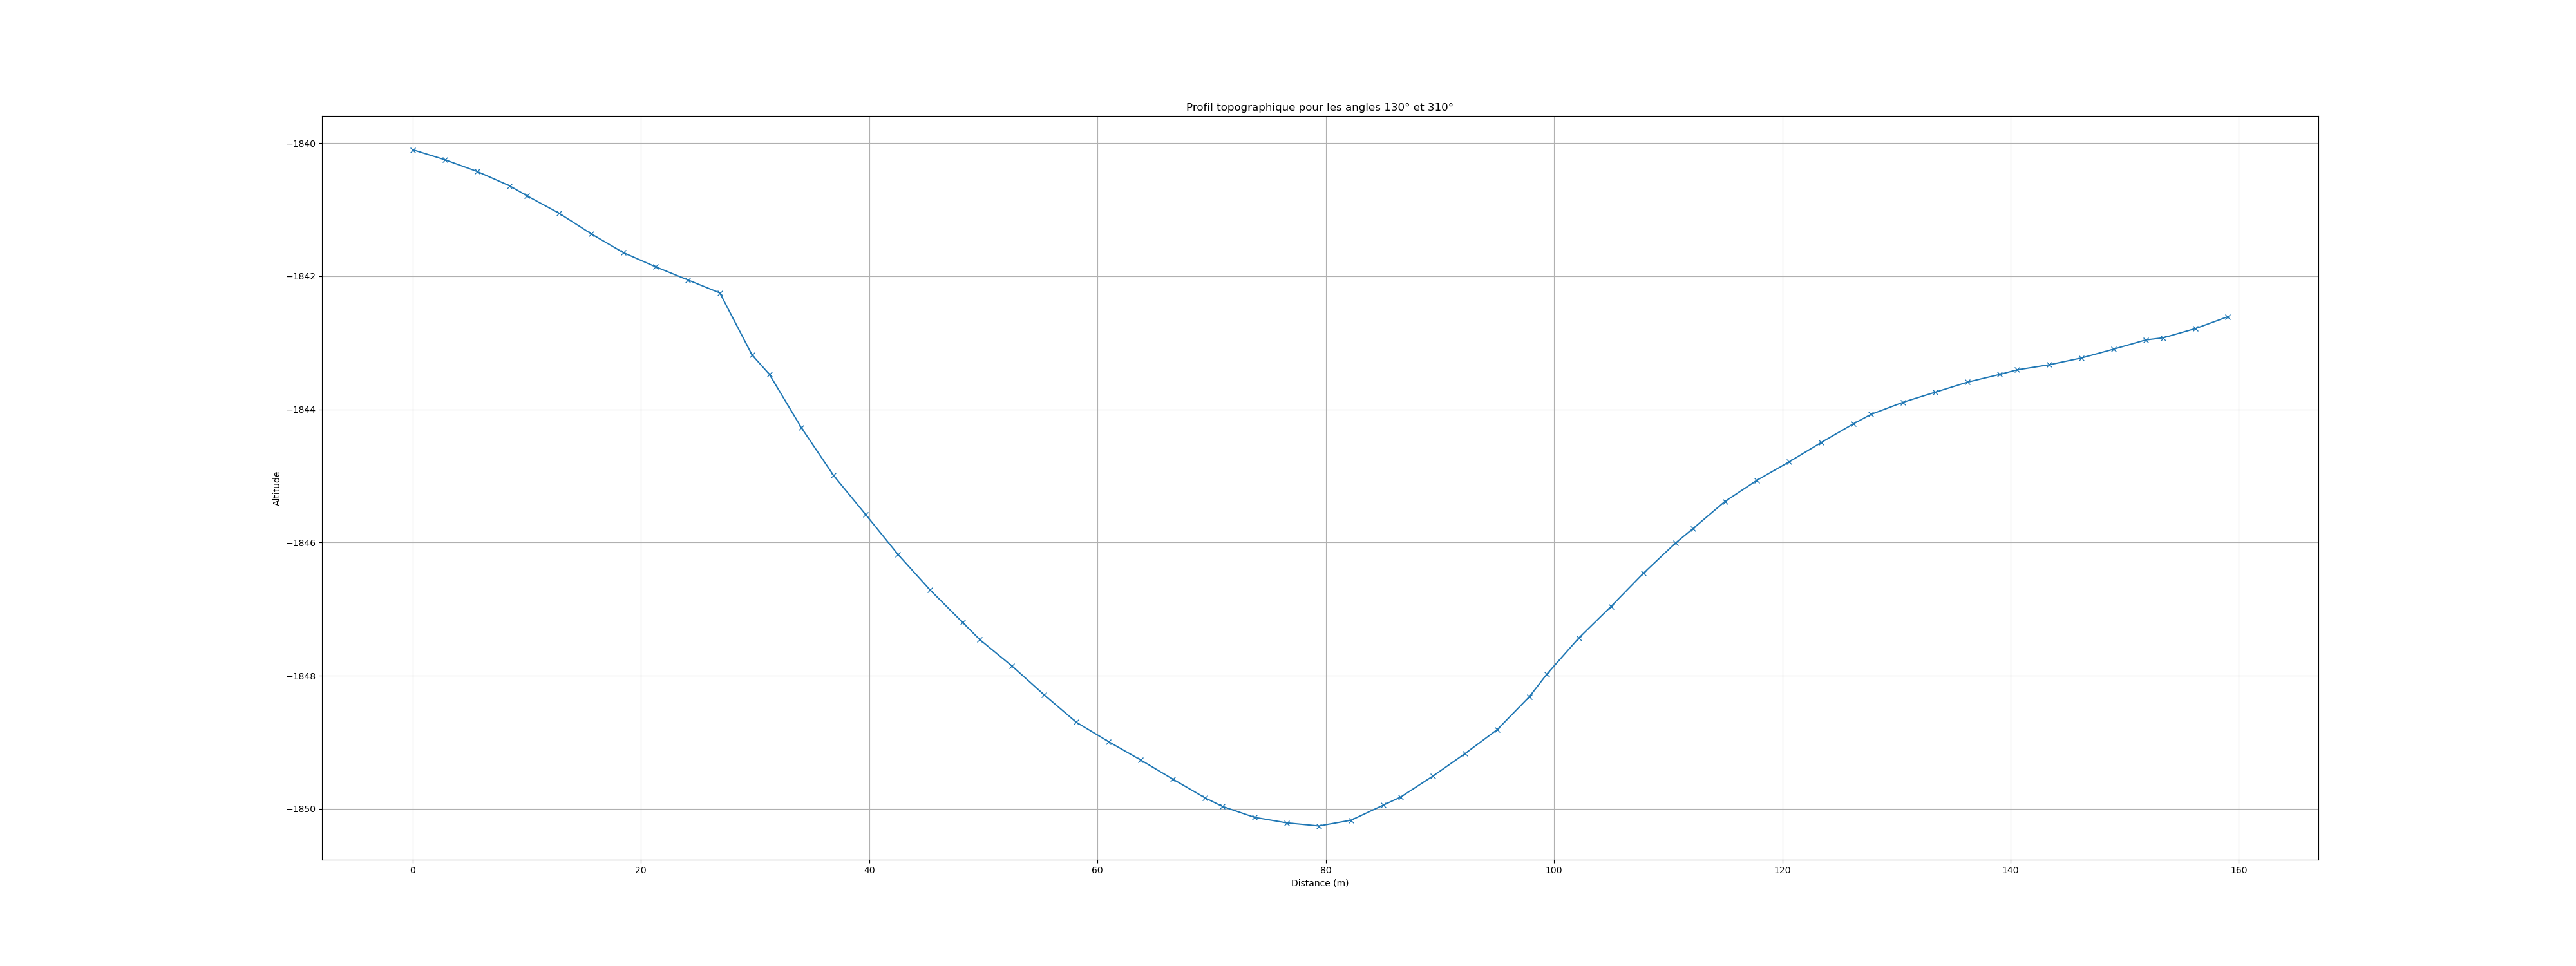 Profil topographique pour les angles 130° et 310°
−1840
−1842
−1844
−1846
−1848
−1850
Altitude
0 20 40 60 80 100 120 140 160
Distance (m)